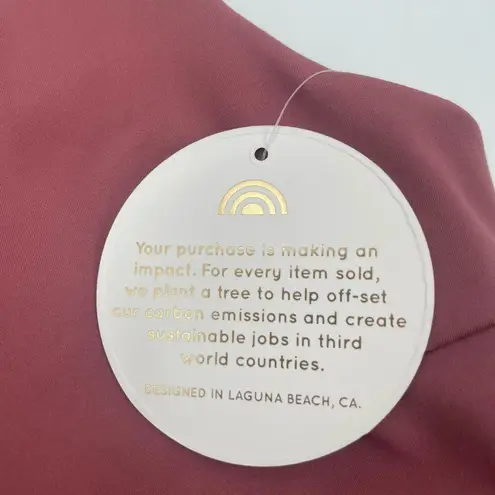 Your purchase is making an
impact. For every item sold,
we plant a tree to help off-set
our carbon emissions and create
sustainable jobs in third
world countries.
DESIGNED IN LAGUNA BEACH, CA.